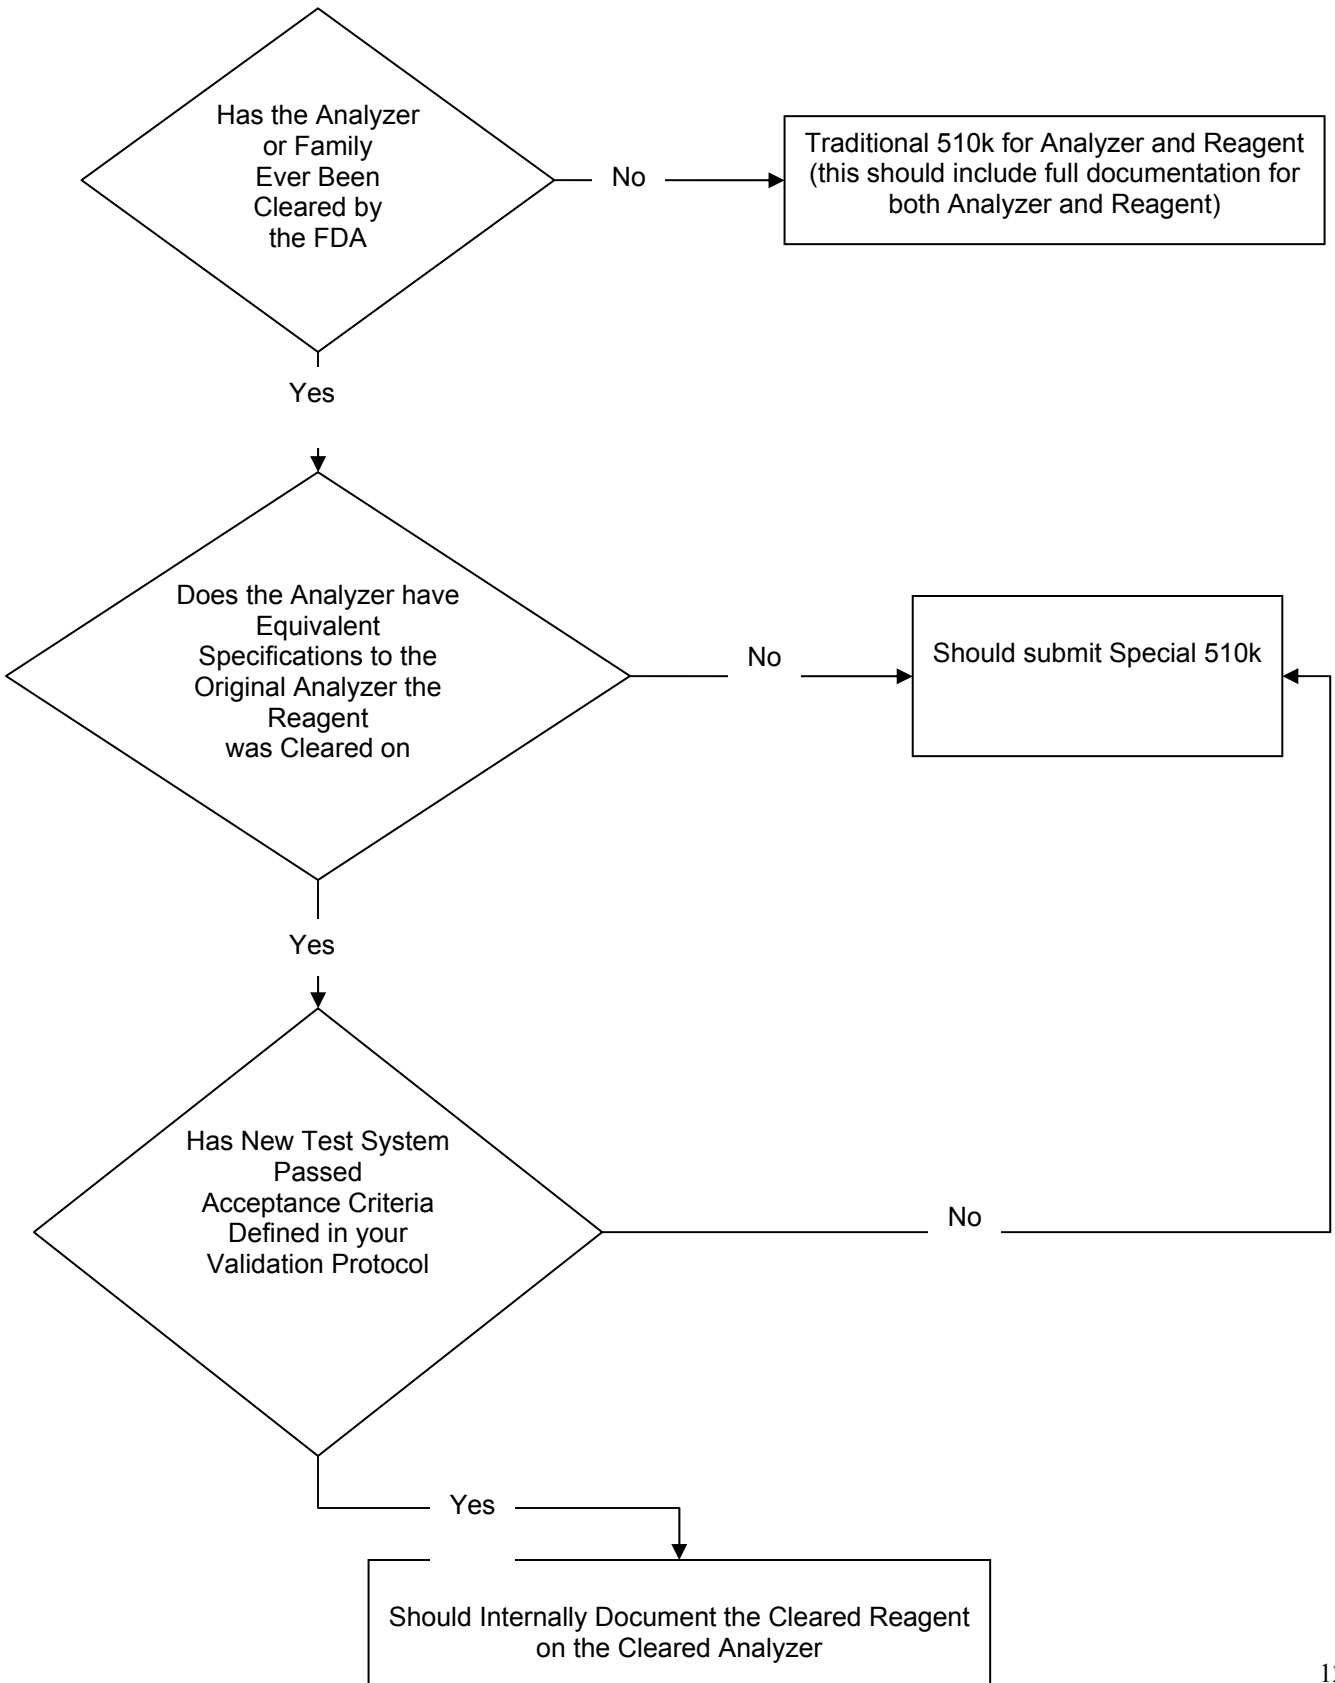 Has the Analyzer
or Family
Ever Been
Cleared by
the FDA
No
Traditional 510k for Analyzer and Reagent
(this should include full documentation for
both Analyzer and Reagent)
Yes
Does the Analyzer have
Equivalent
Specifications to the
Original Analyzer the
Reagent
was Cleared on
No
Should submit Special 510k
Yes
Has New Test System
Passed
Acceptance Criteria
Defined in your
Validation Protocol
No
Yes
Should Internally Document the Cleared Reagent
on the Cleared Analyzer
12